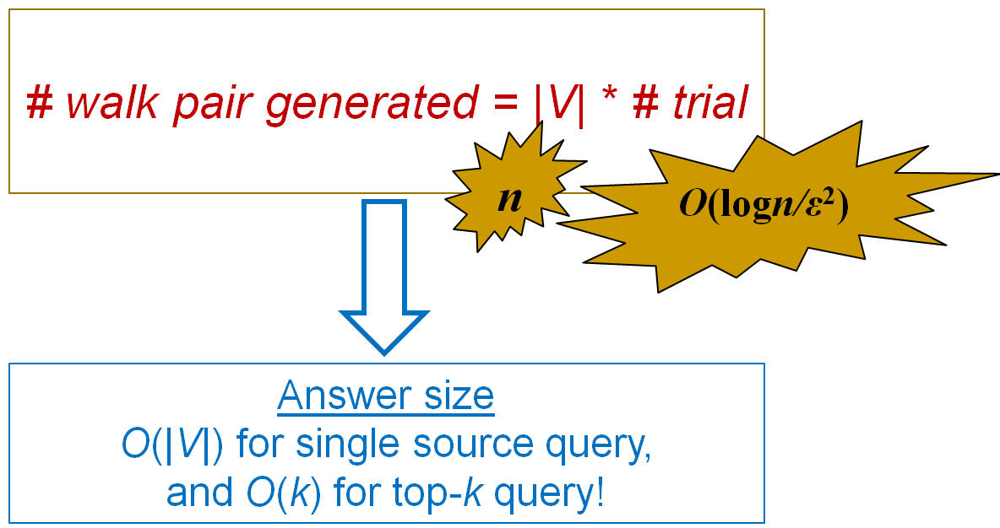 # walk pair generated = |V| * # trial
n
O(logn/ε²)
Answer size
O(|V|) for single source query,
and O(k) for top-k query!